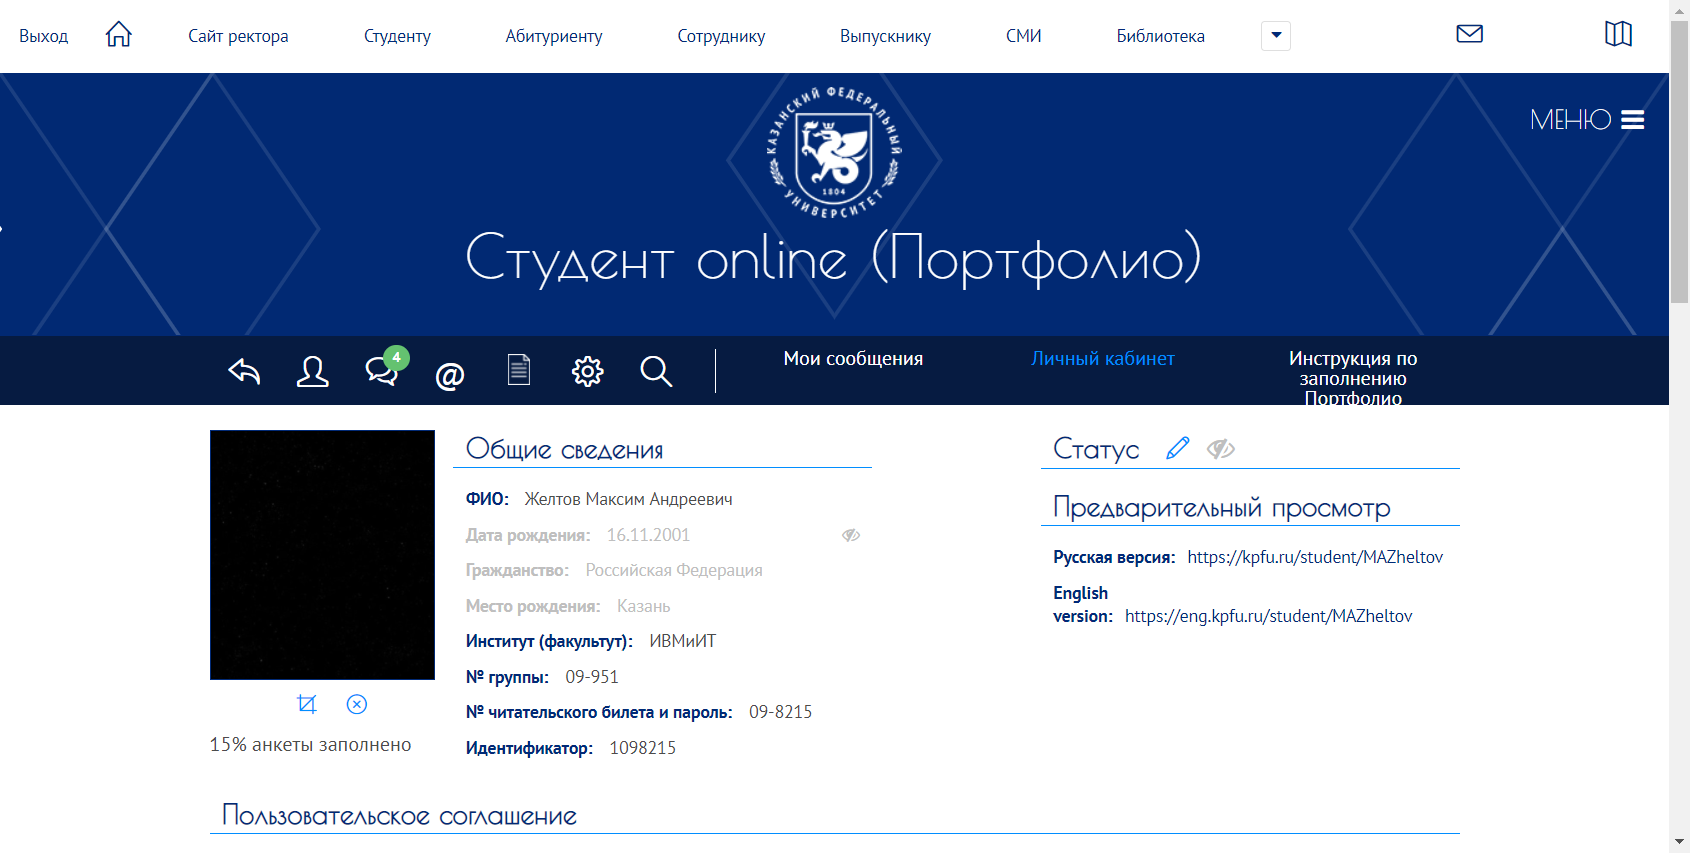 Выход
Сайт ректора
Студенту
Абитуриенту
Сотруднику
Выпускнику
СМИ
Библиотека
МЕНЮ
КАЗАНСКИЙ ФЕДЕРАЛЬНЫЙ
1804
УНИВЕРСИТЕТ
Студент online (Портфолио)
4
@
Мои сообщения
Личный кабинет
Инструкция по
заполнению
Портфолио
Общие сведения
ФИО: Желтов Максим Андреевич
Дата рождения: 16.11.2001
Гражданство: Российская Федерация
Место рождения: Казань
Институт (факультут): ИВМиИТ
№ группы: 09-951
№ читательского билета и пароль: 09-8215
Идентификатор: 1098215
15% анкеты заполнено
Статус
Предварительный просмотр
Русская версия: https://kpfu.ru/student/MAZheltov
English
version: https://eng.kpfu.ru/student/MAZheltov
Пользовательское соглашение